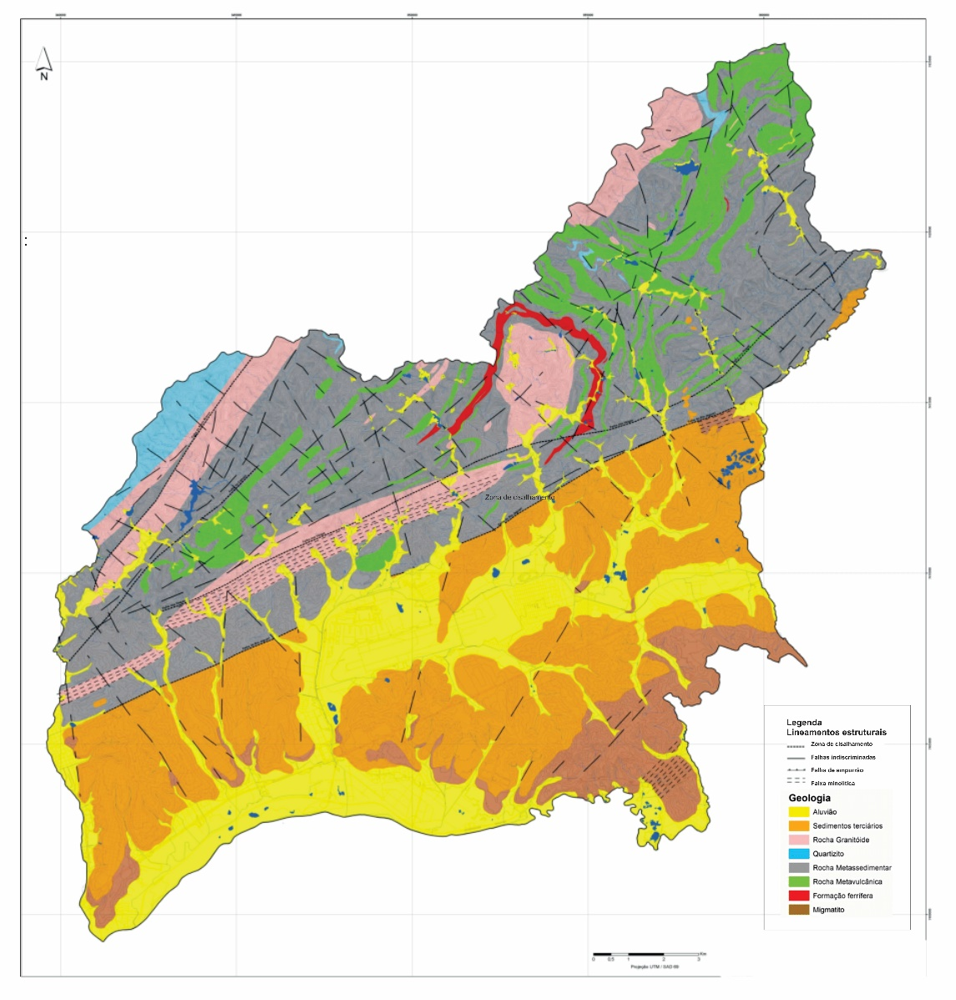 N
:
Zona de cisalhamento
Legenda
Lineamentos estruturais
Zona de cisalhamento
Falhas indiscriminadas
Falha de empurrão
Faixa minolítica
Geologia
Aluvião
Sedimentos terciários
Rocha Granitóide
Quartizito
Rocha Metassedimentar
Rocha Metavulcânica
Formação ferrífera
Migmatito
0 0,5 1 2 3 Km
Projeção UTM / SAD 69